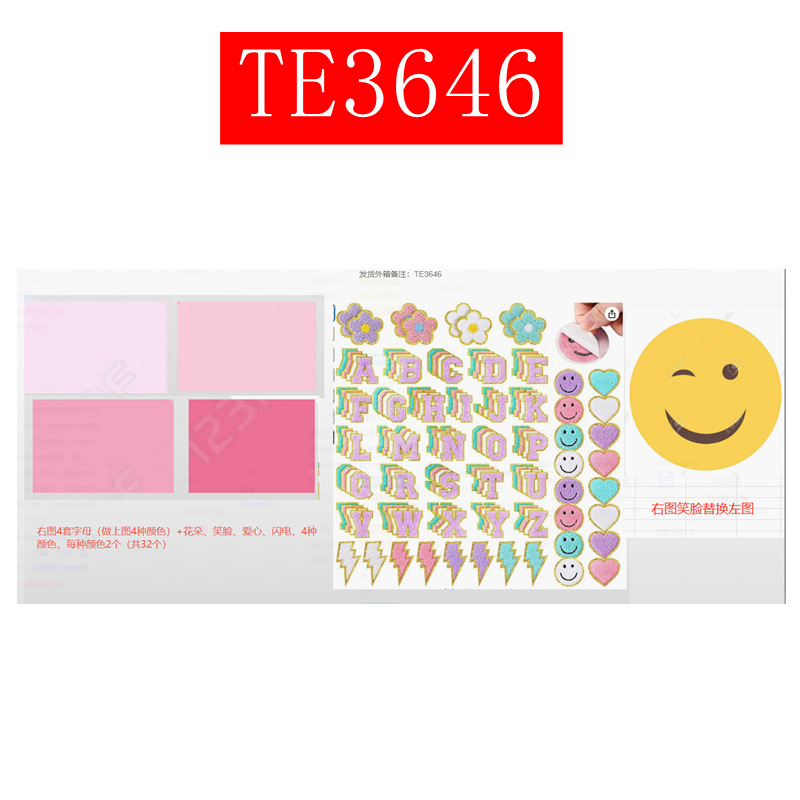 TE3646
发货外箱备注：TE3646
A B C D E
F G H I J K
L M N O P
Q R S T U
V W X Y Z
右图4套字母（做上图4种颜色）+花朵、笑脸、爱心、闪电，4种
颜色，每种颜色2个（共32个）
右图笑脸替换左图